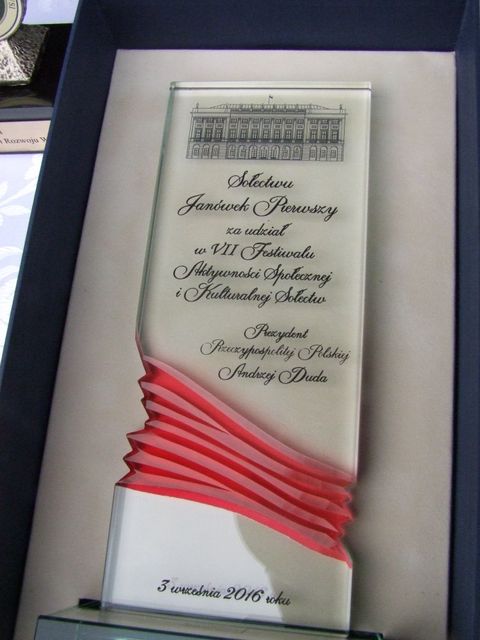 Rozwoju
Sołectwu
Janówek Pierwszy
za udział
w VII Festiwalu
Aktywności Społecznej
i Kulturalnej Sołectw
Prezydent
Rzeczypospolitej Polskiej
Andrzej Duda
3 września 2016 roku